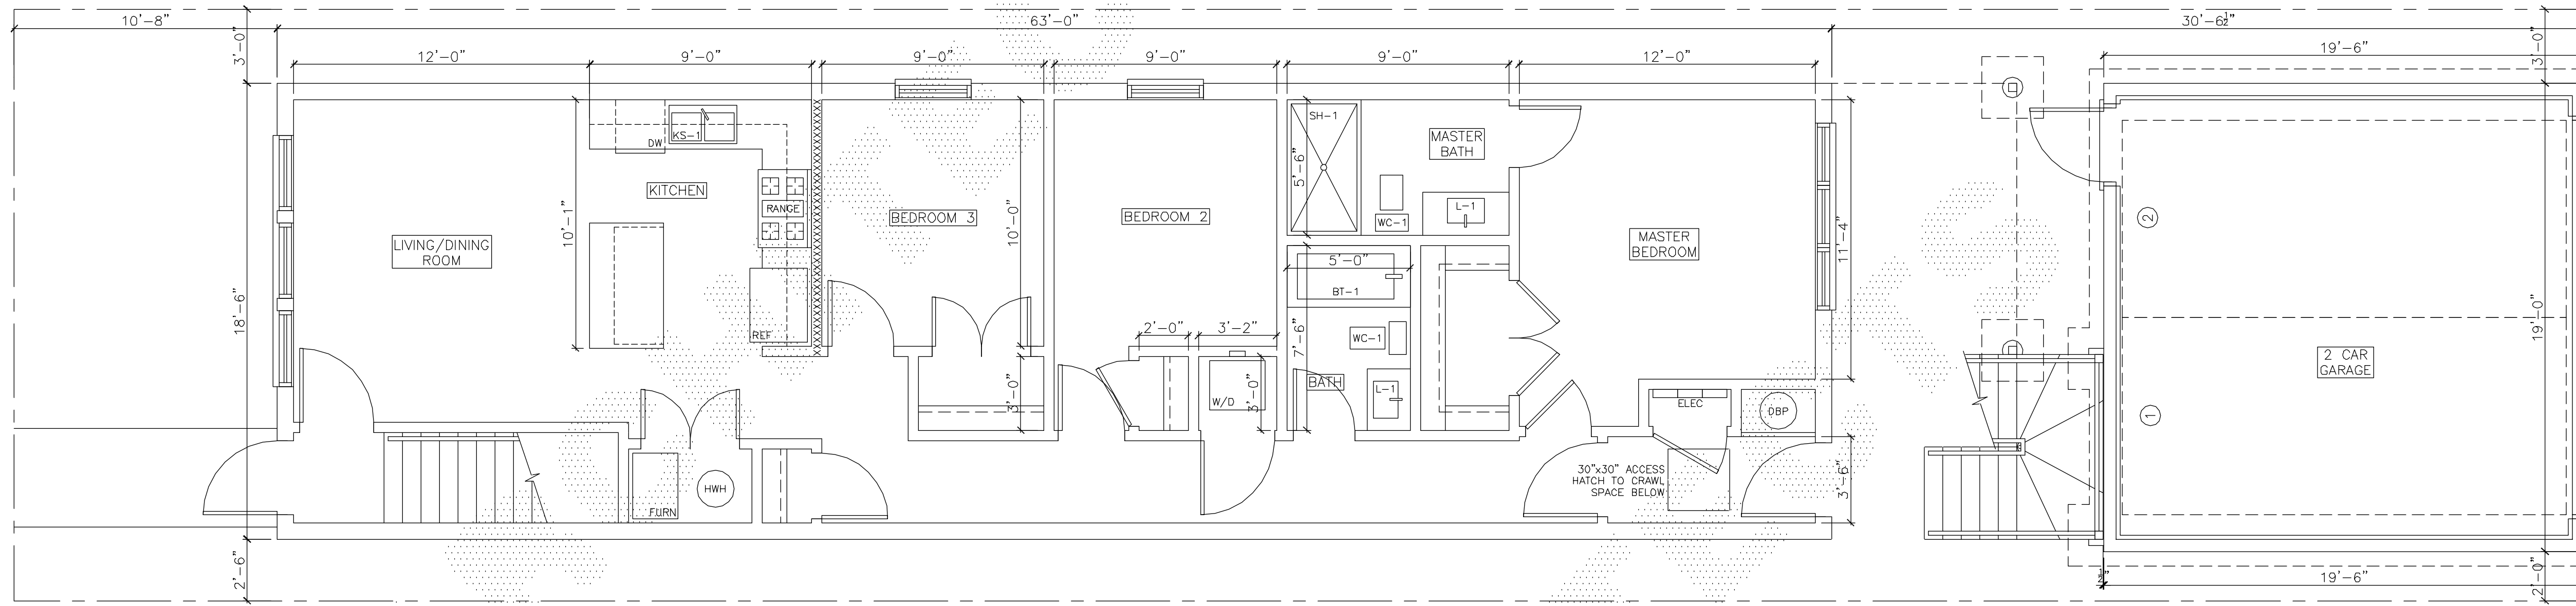 10'-8"
63'-0"
30'-6½"
3'-0"
12'-0"
9'-0"
9'-0"
9'-0"
9'-0"
12'-0"
19'-6"
3'-0"
KS-1
DW
SH-1
MASTER
BATH
5'-6"
KITCHEN
RANGE
10'-1"
BEDROOM 3
10'-0"
BEDROOM 2
WC-1
L-1
11'-4"
2
LIVING/DINING
ROOM
MASTER
BEDROOM
5'-0"
BT-1
18'-6"
19'-0"
REF
2'-0"
3'-2"
7'-6"
WC-1
2 CAR
GARAGE
BATH
L-1
W/D
3'-0"
3'-0"
ELEC
DBP
1
30"x30" ACCESS
HATCH TO CRAWL
SPACE BELOW
3'-6"
HWH
FURN
2'-6"
19'-6"
2'-0"